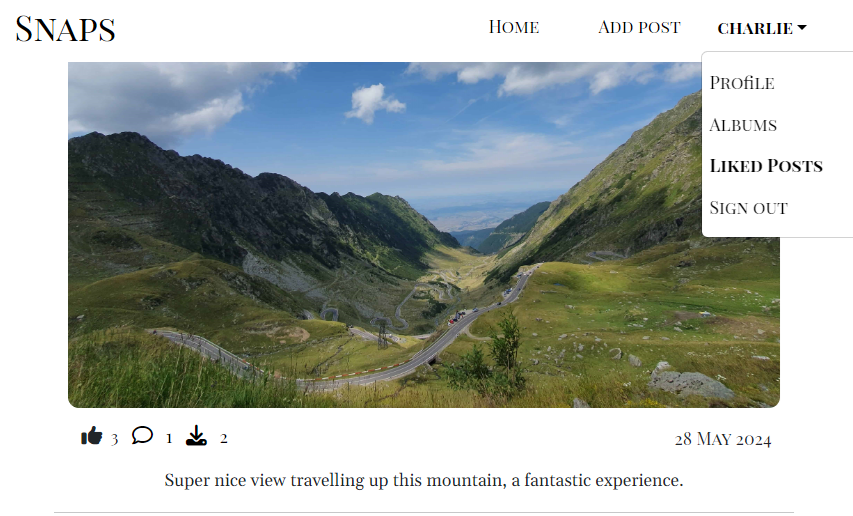 Snaps
Home Add post charlie
Profile
Albums
Liked Posts
Sign out
3 1 2 28 May 2024
Super nice view travelling up this mountain, a fantastic experience.